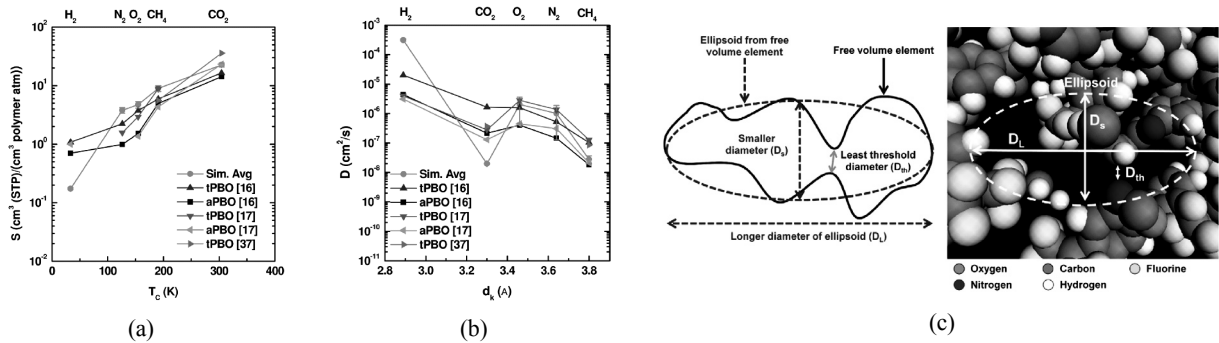 H2 N2 O2 CH4 CO2
S (cm3 (STP)/(cm3 polymer atm))
10^2
10^1
10^0
10^-1
10^-2
Sim. Avg
tPBO [16]
aPBO [16]
tPBO [17]
aPBO [17]
tPBO [37]
0 100 200 300 400
TC (K)
(a)
H2 CO2 O2 N2 CH4
D (cm2/s)
10^-3
10^-4
10^-5
10^-6
10^-7
10^-8
10^-9
10^-10
10^-11
Sim. Avg
tPBO [16]
aPBO [16]
tPBO [17]
aPBO [17]
tPBO [37]
2.8 3.0 3.2 3.4 3.6 3.8
dk (A)
(b)
Ellipsoid from free
volume element
Free volume element
Smaller
diameter (Ds)
Least threshold
diameter (Dth)
Longer diameter of ellipsoid (DL)
Ellipsoid
Ds
DL
Dth
Oxygen Carbon Fluorine
Nitrogen Hydrogen
(c)